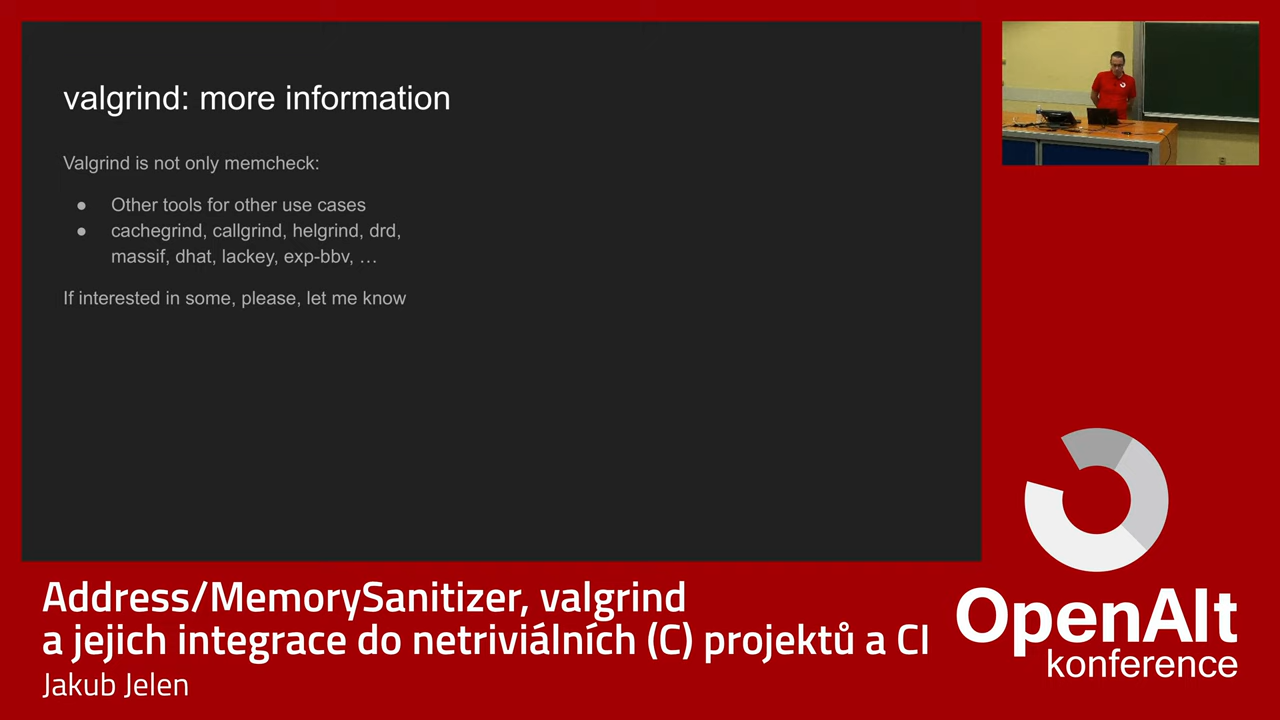 valgrind: more information
Valgrind is not only memcheck:
● Other tools for other use cases
● cachegrind, callgrind, helgrind, drd,
massif, dhat, lackey, exp-bbv, …
If interested in some, please, let me know
Address/MemorySanitizer, valgrind
a jejich integrace do netriviálních (C) projektů a CI
Jakub Jelen
OpenAlt
konference